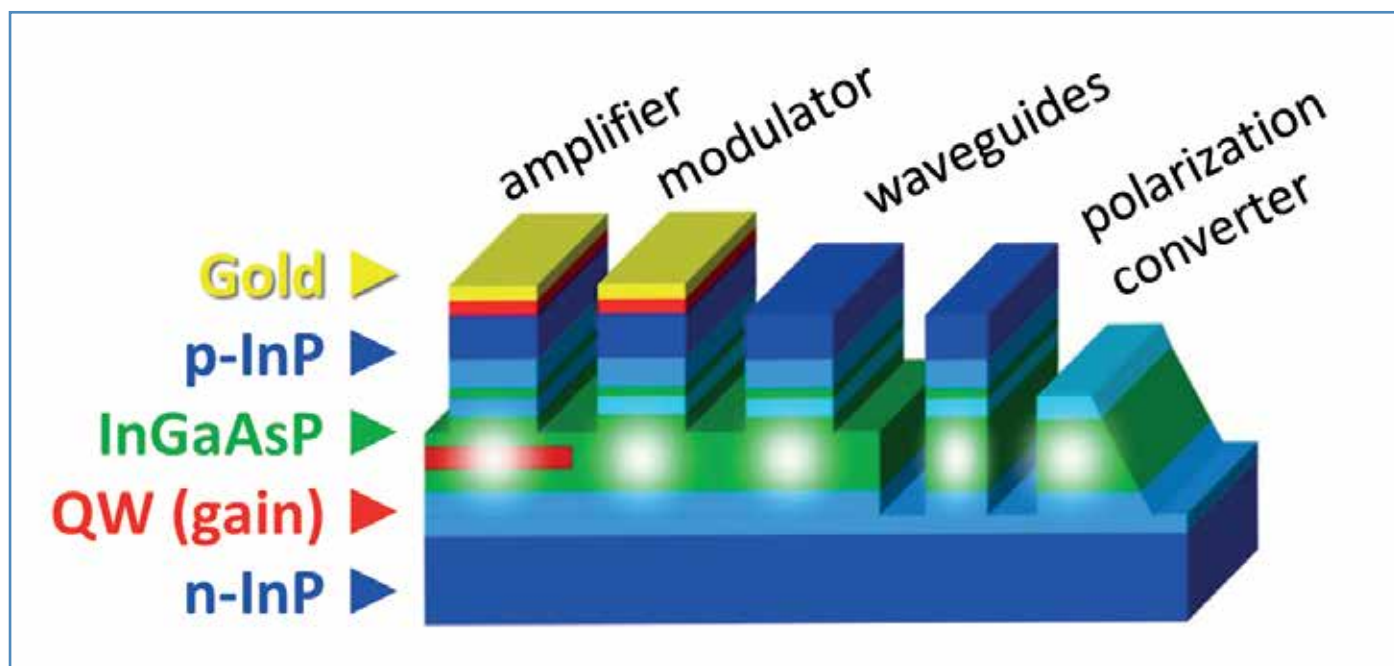 amplifier
modulator
waveguides
polarization
converter
Gold
p-InP
InGaAsP
QW (gain)
n-InP